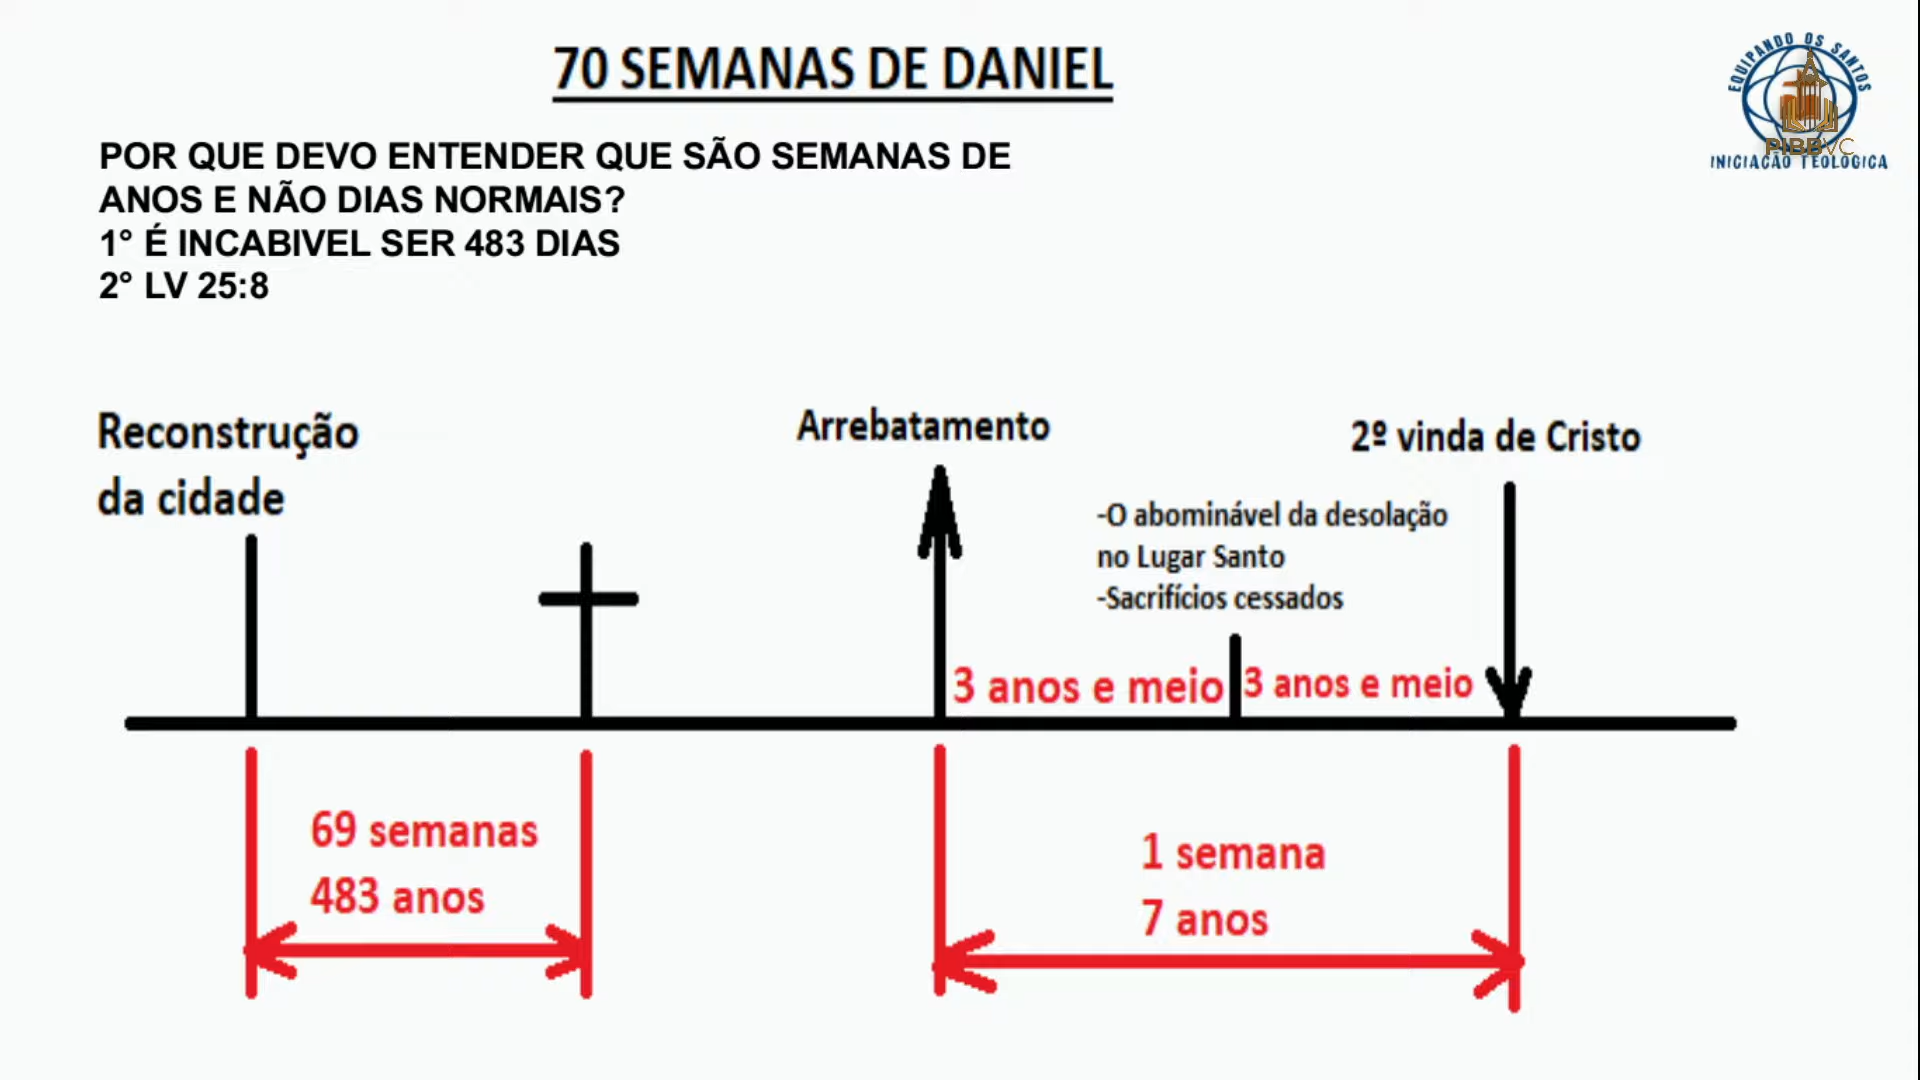 70 SEMANAS DE DANIEL
EQUIPANDO OS SANTOS
PIBBVC
INICIAÇÃO TEOLÓGICA
POR QUE DEVO ENTENDER QUE SÃO SEMANAS DE
ANOS E NÃO DIAS NORMAIS?
1° É INCABIVEL SER 483 DIAS
2° LV 25:8
Reconstrução
da cidade
Arrebatamento
2º vinda de Cristo
-O abominável da desolação
no Lugar Santo
-Sacrifícios cessados
3 anos e meio
3 anos e meio
69 semanas
483 anos
1 semana
7 anos